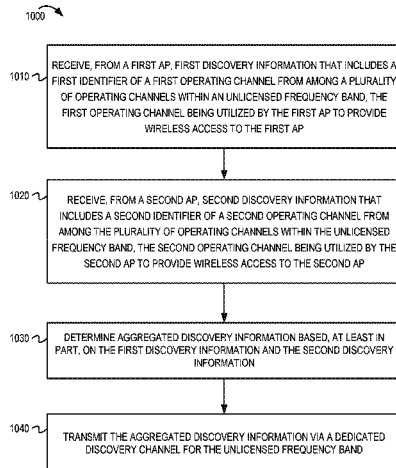 1000
1010
RECEIVE, FROM A FIRST AP, FIRST DISCOVERY INFORMATION THAT INCLUDES A
FIRST IDENTIFIER OF A FIRST OPERATING CHANNEL FROM AMONG A PLURALITY
OF OPERATING CHANNELS WITHIN AN UNLICENSED FREQUENCY BAND, THE
FIRST OPERATING CHANNEL BEING UTILIZED BY THE FIRST AP TO PROVIDE
WIRELESS ACCESS TO THE FIRST AP
1020
RECEIVE, FROM A SECOND AP, SECOND DISCOVERY INFORMATION THAT
INCLUDES A SECOND IDENTIFIER OF A SECOND OPERATING CHANNEL FROM
AMONG THE PLURALITY OF OPERATING CHANNELS WITHIN THE UNLICENSED
FREQUENCY BAND, THE SECOND OPERATING CHANNEL BEING UTILIZED BY THE
SECOND AP TO PROVIDE WIRELESS ACCESS TO THE SECOND AP
1030
DETERMINE AGGREGATED DISCOVERY INFORMATION BASED, AT LEAST IN
PART, ON THE FIRST DISCOVERY INFORMATION AND THE SECOND DISCOVERY
INFORMATION
1040
TRANSMIT THE AGGREGATED DISCOVERY INFORMATION VIA A DEDICATED
DISCOVERY CHANNEL FOR THE UNLICENSED FREQUENCY BAND